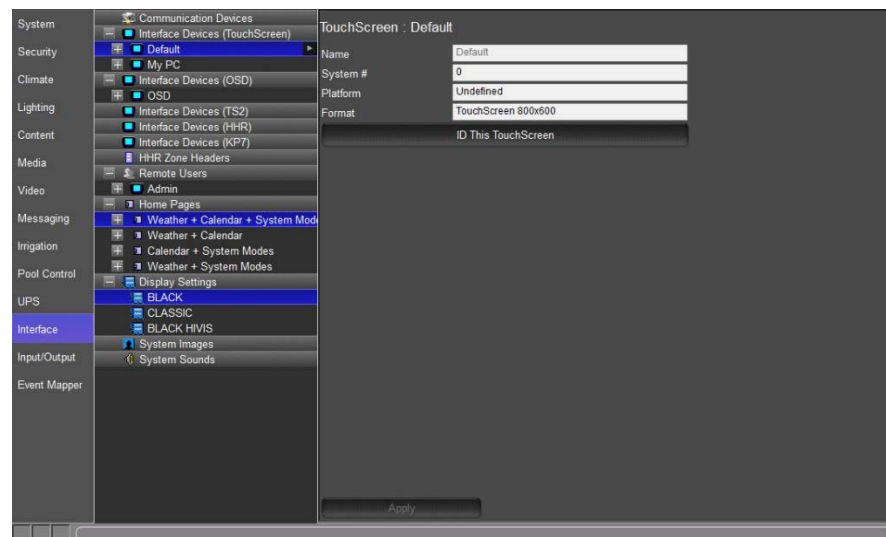 System
Security
Climate
Lighting
Content
Media
Video
Messaging
Irrigation
Pool Control
UPS
Interface
Input/Output
Event Mapper
Communication Devices
Interface Devices (TouchScreen)
Default
My PC
Interface Devices (OSD)
OSD
Interface Devices (TS2)
Interface Devices (HHR)
Interface Devices (KP7)
HHR Zone Headers
Remote Users
Admin
Home Pages
Weather + Calendar + System Mode
Weather + Calendar
Calendar + System Modes
Weather + System Modes
Display Settings
BLACK
CLASSIC
BLACK HIVIS
System Images
System Sounds
TouchScreen : Default
Name Default
System # 0
Platform Undefined
Format TouchScreen 800x600
ID This TouchScreen
Apply